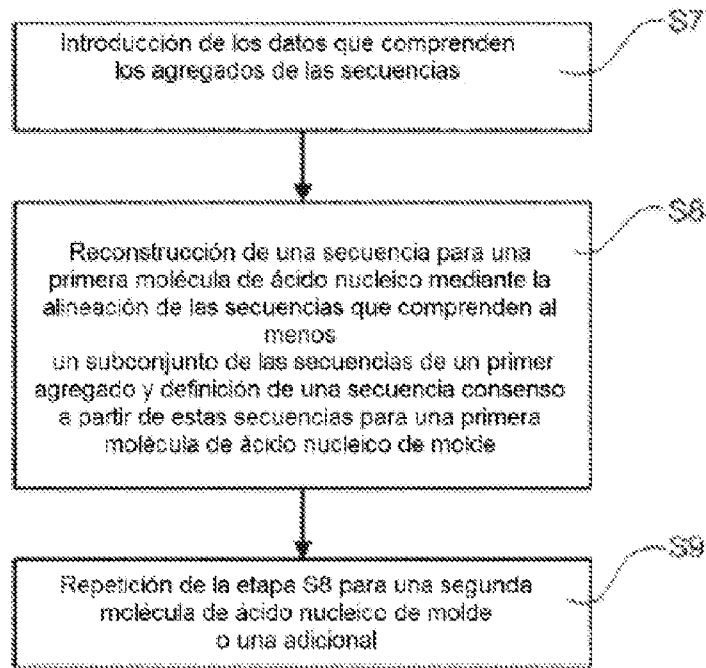 S7
Introducción de los datos que comprenden
los agregados de las secuencias
S8
Reconstrucción de una secuencia para una
primera molécula de ácido nucleico mediante la
alineación de las secuencias que comprenden al
menos
un subconjunto de las secuencias de un primer
agregado y definición de una secuencia consenso
a partir de estas secuencias para una primera
molécula de ácido nucleico de molde
S9
Repetición de la etapa S8 para una segunda
molécula de ácido nucleico de molde
o una adicional